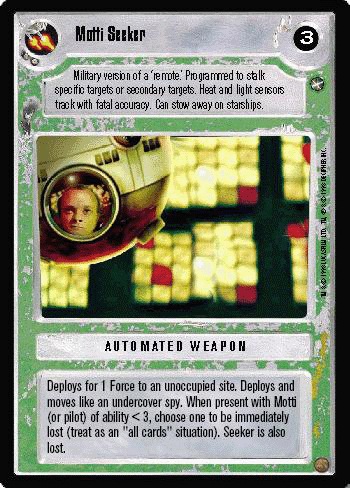 Motti Seeker
3
Military version of a 'remote.' Programmed to stalk
specific targets or secondary targets. Heat and light sensors
track with fatal accuracy. Can stow away on starships.
AUTOMATED WEAPON
Deploys for 1 Force to an unoccupied site. Deploys and
moves like an undercover spy. When present with Motti
(or pilot) of ability < 3, choose one to be immediately
lost (treat as an "all cards" situation). Seeker is also
lost.